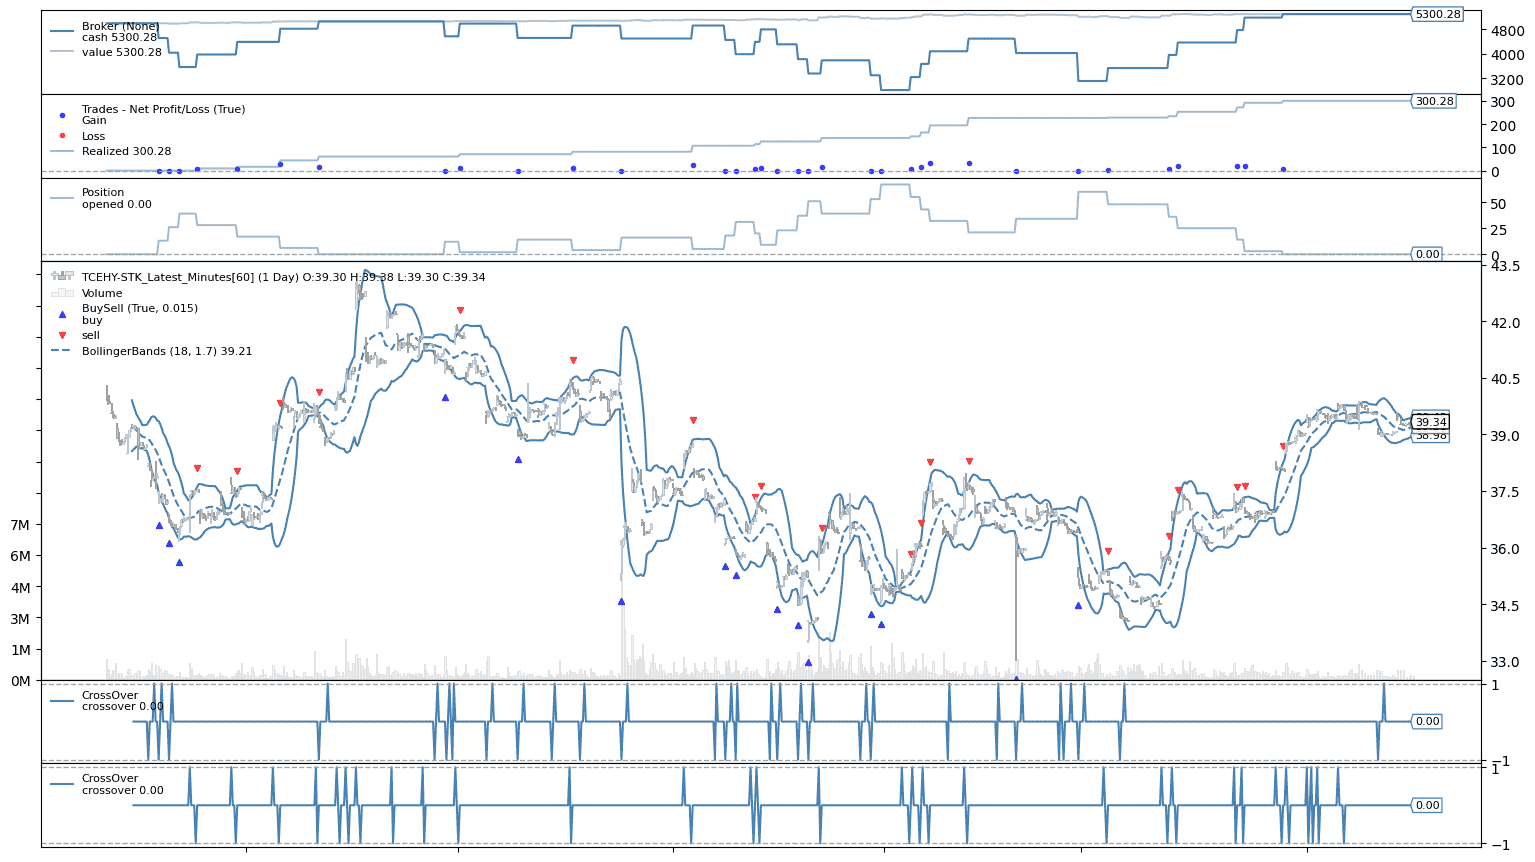 Broker (None)
cash 5300.28
value 5300.28
5300.28
4800
4000
3200
Trades - Net Profit/Loss (True)
Gain
Loss
Realized 300.28
300.28
300
200
100
0
Position
opened 0.00
50
25
0
0.00
TCEHY-STK_Latest_Minutes[60] (1 Day) O:39.30 H:39.38 L:39.30 C:39.34
Volume
BuySell (True, 0.015)
buy
sell
BollingerBands (18, 1.7) 39.21
43.5
42.0
40.5
39.0
37.5
36.0
34.5
33.0
39.34
38.98
7M
6M
4M
3M
1M
0M
CrossOver
crossover 0.00
1
0.00
−1
CrossOver
crossover 0.00
1
0.00
−1